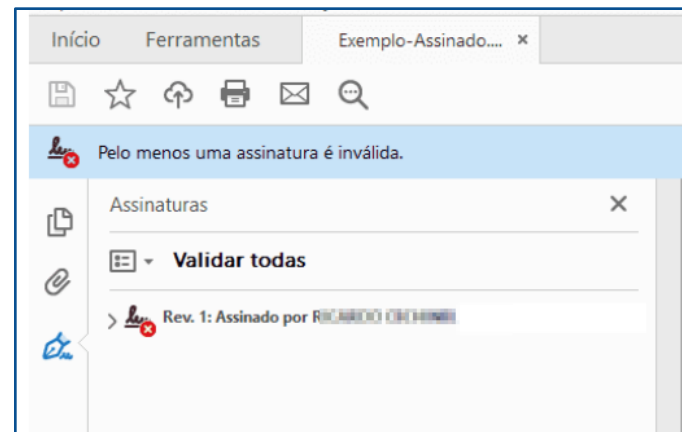 Início Ferramentas Exemplo-Assinado.... ×
Pelo menos uma assinatura é inválida.
Assinaturas
Validar todas
Rev. 1: Assinado por